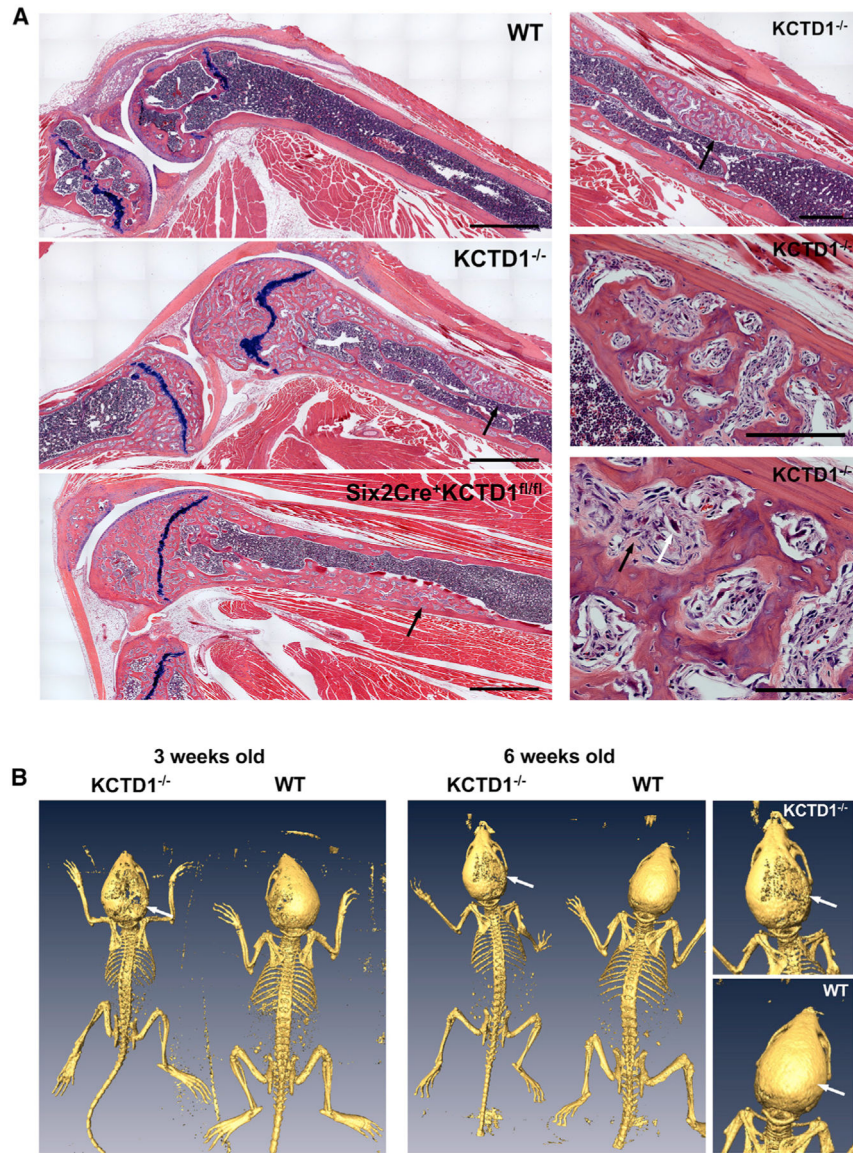 A
WT
KCTD1-/-
KCTD1-/-
KCTD1-/-
KCTD1-/-
Six2Cre+KCTD1fl/fl
B
3 weeks old
KCTD1-/- WT
6 weeks old
KCTD1-/- WT
KCTD1-/-
WT